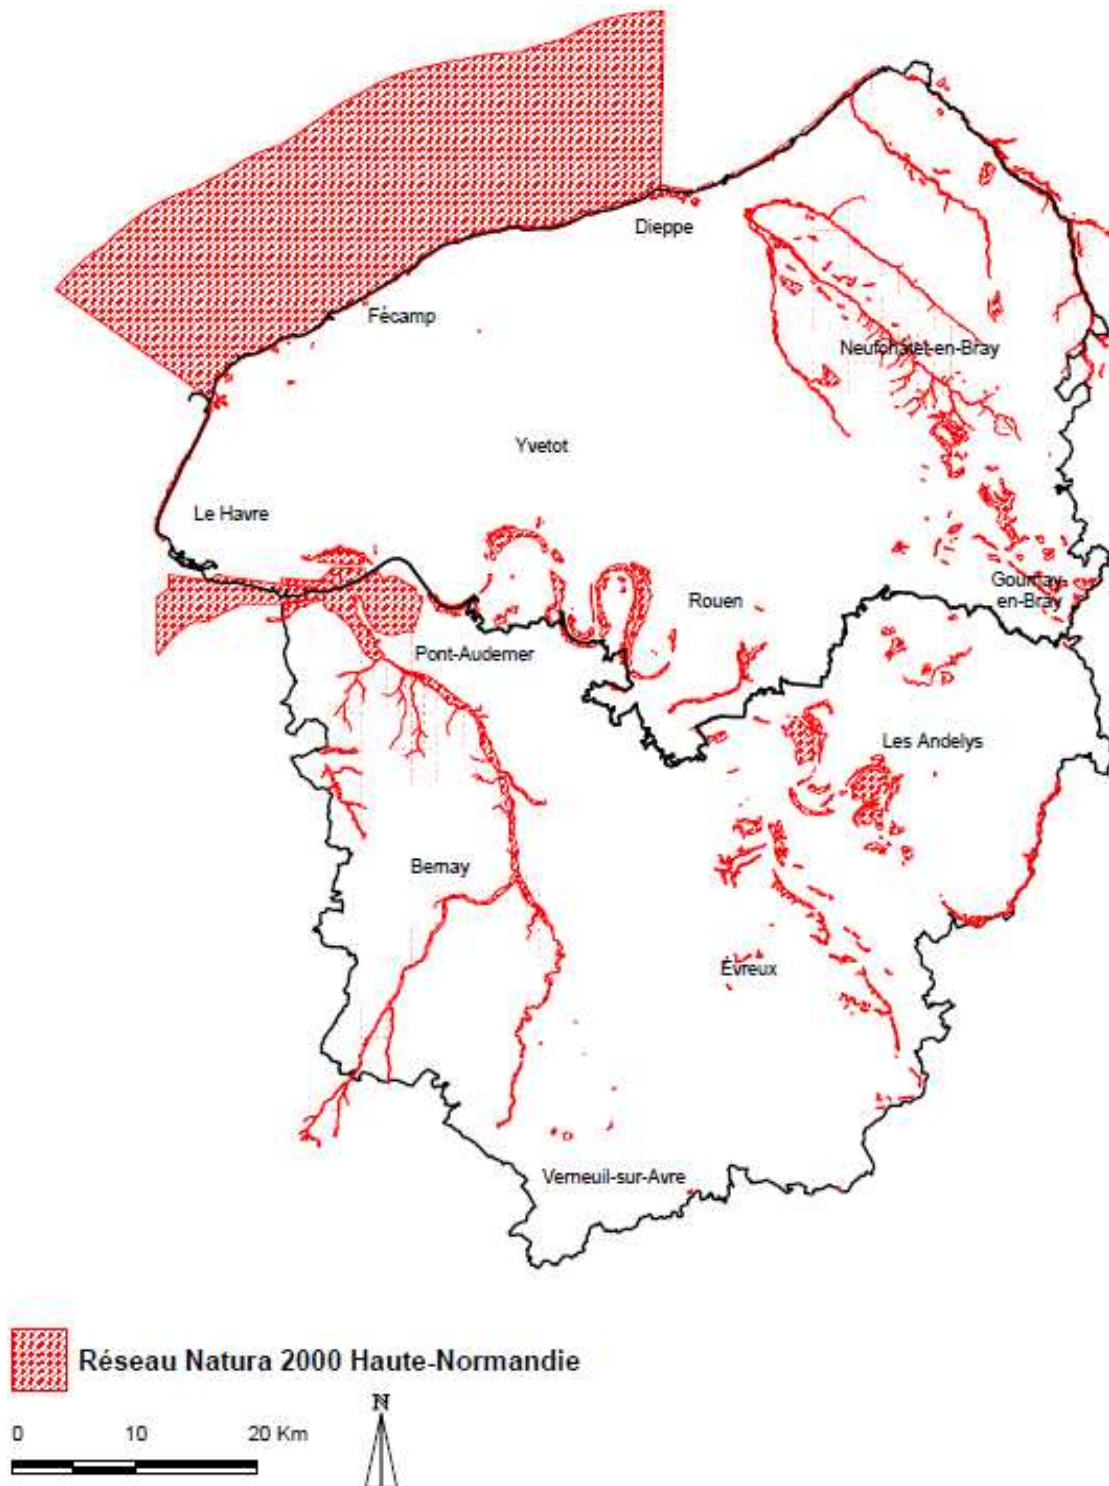 Dieppe
Fécamp
Neufchâtel-en-Bray
Yvetot
Le Havre
Gournay
en-Bray
Rouen
Pont-Audemer
Les Andelys
Bernay
Évreux
Verneuil-sur-Avre
Réseau Natura 2000 Haute-Normandie
N
0 10 20 Km